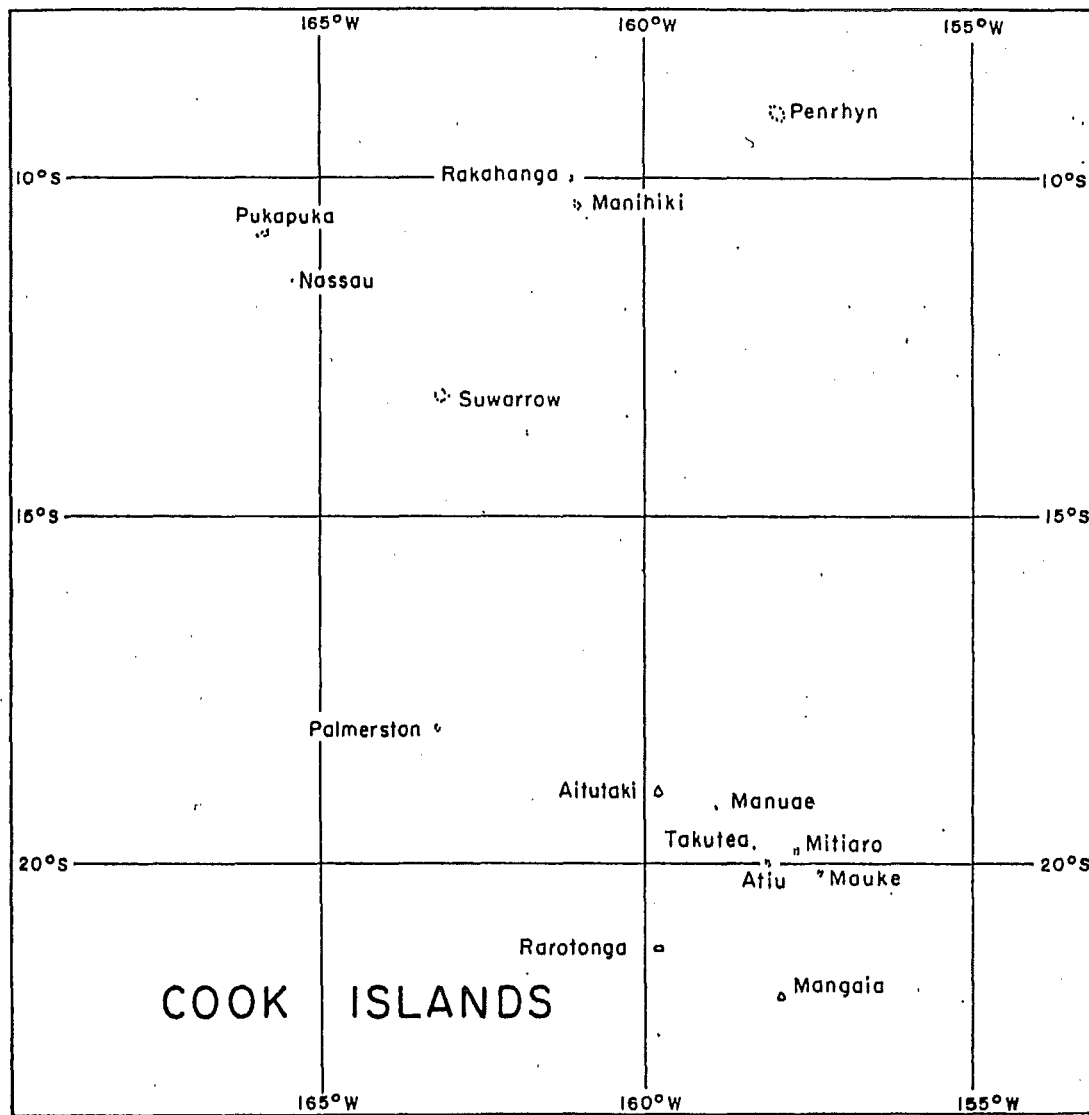 165°W 160°W 155°W
Penrhyn
10°S Rakahanga 10°S
Manihiki
Pukapuka
Nassau
Suwarrow
15°S 15°S
Palmerston
Aitutaki Manuae
Takutea Mitiaro
20°S 20°S
Atiu Mauke
Rarotonga
Mangaia
COOK ISLANDS
165°W 160°W 155°W